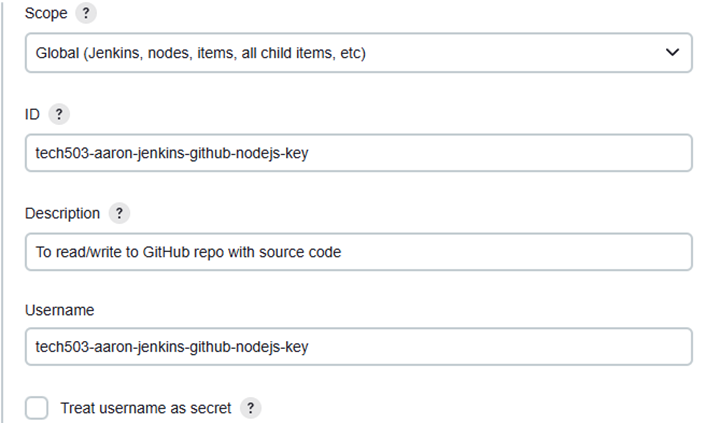 Scope ?
Global (Jenkins, nodes, items, all child items, etc)
ID ?
tech503-aaron-jenkins-github-nodejs-key
Description ?
To read/write to GitHub repo with source code
Username
tech503-aaron-jenkins-github-nodejs-key
Treat username as secret ?